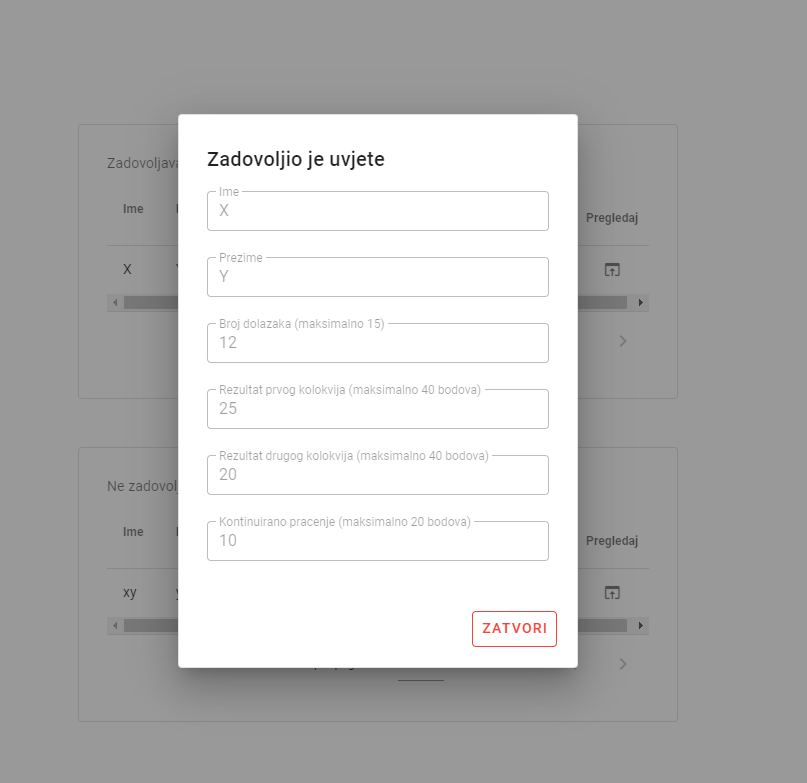 Zadovoljio je uvjete
Ime
X
Prezime
Y
Broj dolazaka (maksimalno 15)
12
Rezultat prvog kolokvija (maksimalno 40 bodova)
25
Rezultat drugog kolokvija (maksimalno 40 bodova)
20
Kontinuirano pracenje (maksimalno 20 bodova)
10
ZATVORI
Zadovoljava
Ime
Pregledaj
X
Ne zadovolj
Ime
Pregledaj
xy